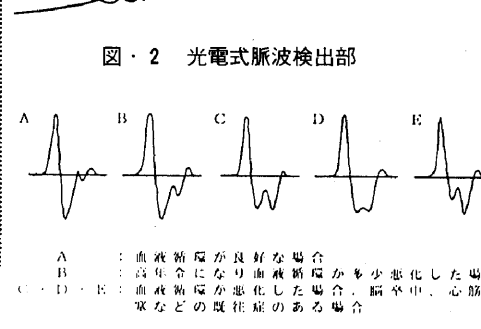 図・2 光電式脈波検出部
A B C D E
A : 血液循環が良好な場合
B : 高年令になり血液循環が多少悪化した場
C・D・E : 血液循環が悪化した場合、脳卒中、心筋
塞などの既往症のある場合